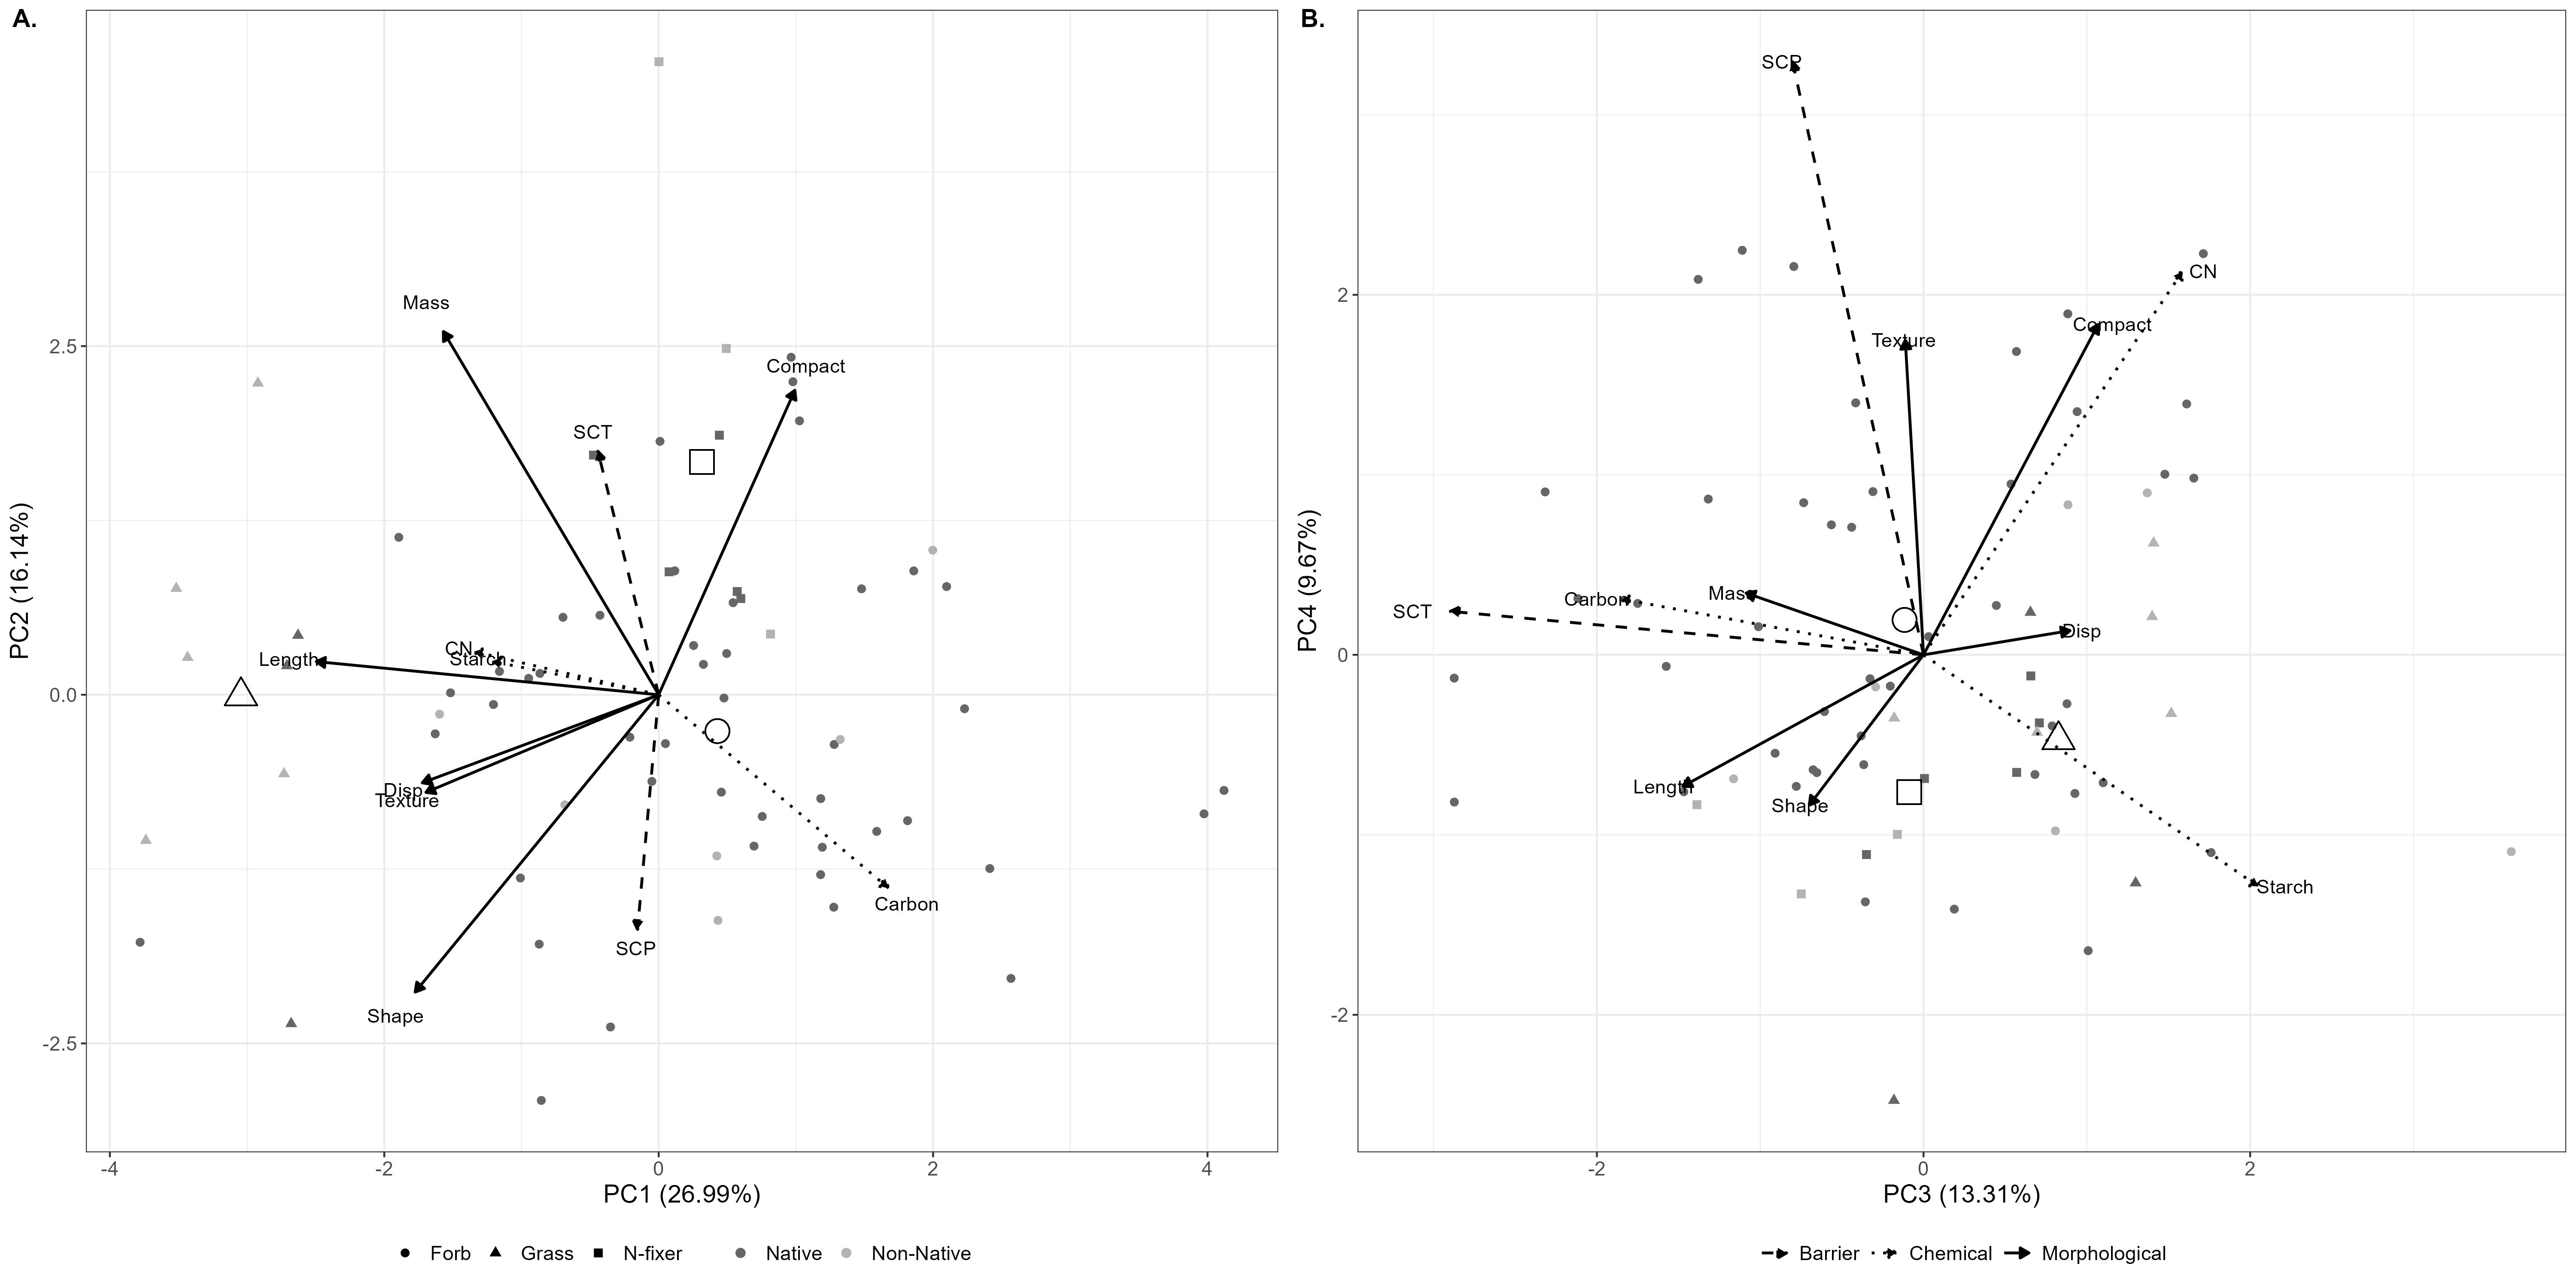 A.
Mass
Compact
SCT
2.5
CN
Starch
Length
0.0
Disp
Texture
Carbon
SCP
Shape
-2.5
PC2 (16.14%)
-4
-2
0
2
4
PC1 (26.99%)
B.
SCP
CN
2
Compact
Texture
Carbon
Mass
SCT
Disp
0
Length
Shape
Starch
-2
PC4 (9.67%)
-2
0
2
PC3 (13.31%)
Forb Grass N-fixer Native Non-Native
Barrier Chemical Morphological